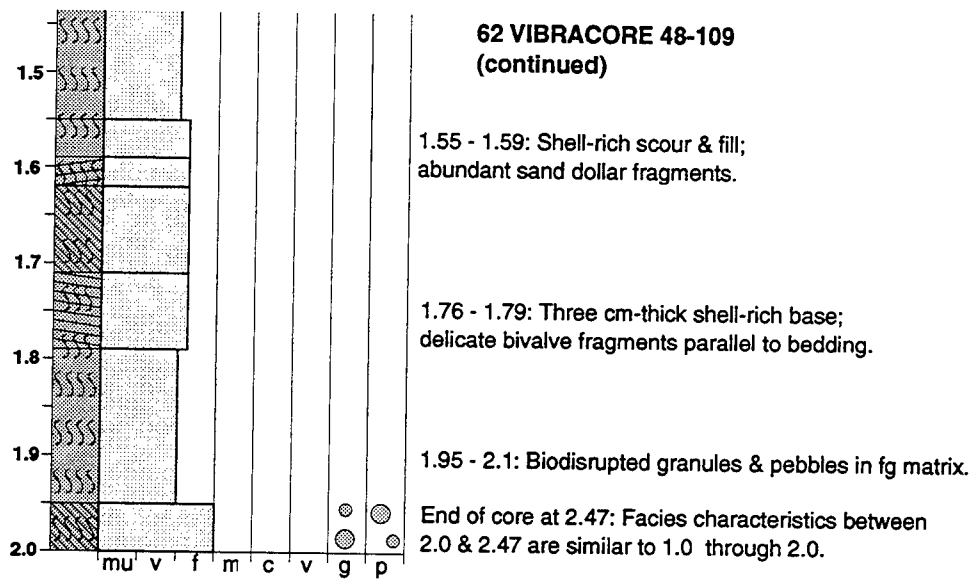 62 VIBRACORE 48-109
(continued)
1.5
1.55 - 1.59: Shell-rich scour & fill;
abundant sand dollar fragments.
1.6
1.7
1.76 - 1.79: Three cm-thick shell-rich base;
delicate bivalve fragments parallel to bedding.
1.8
1.9
1.95 - 2.1: Biodisrupted granules & pebbles in fg matrix.
End of core at 2.47: Facies characteristics between
2.0 & 2.47 are similar to 1.0 through 2.0.
2.0
mu v f m c v g p